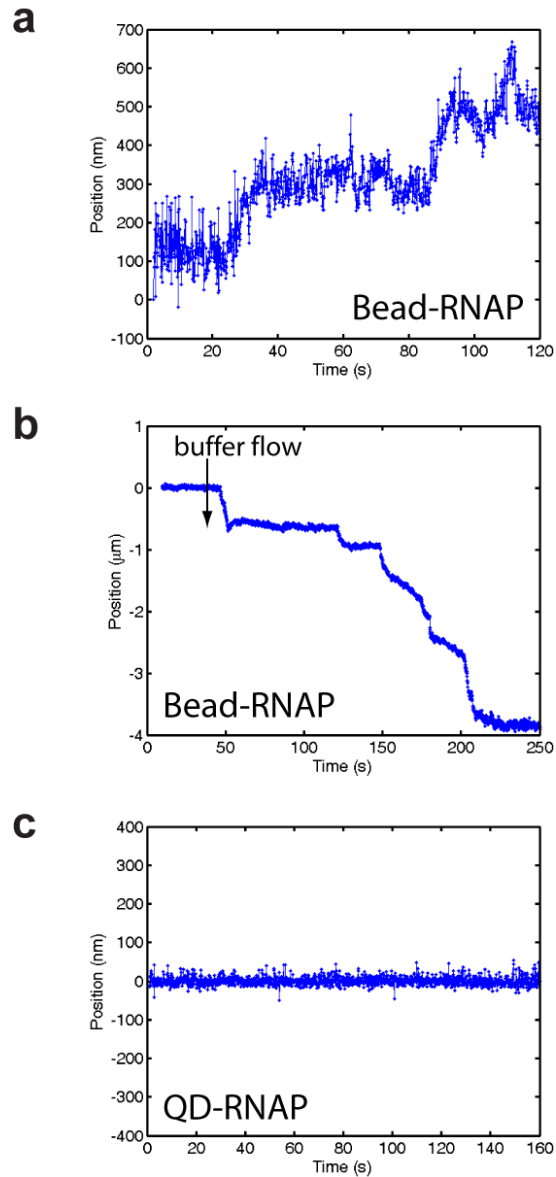 a
700
600
500
400
300
200
100
0
-100
Position (nm)
Bead-RNAP
0 20 40 60 80 100 120
Time (s)
b
1
0
-1
-2
-3
-4
Position (μm)
buffer flow
Bead-RNAP
0 50 100 150 200 250
Time (s)
c
400
300
200
100
0
-100
-200
-300
-400
Position (nm)
QD-RNAP
0 20 40 60 80 100 120 140 160
Time (s)